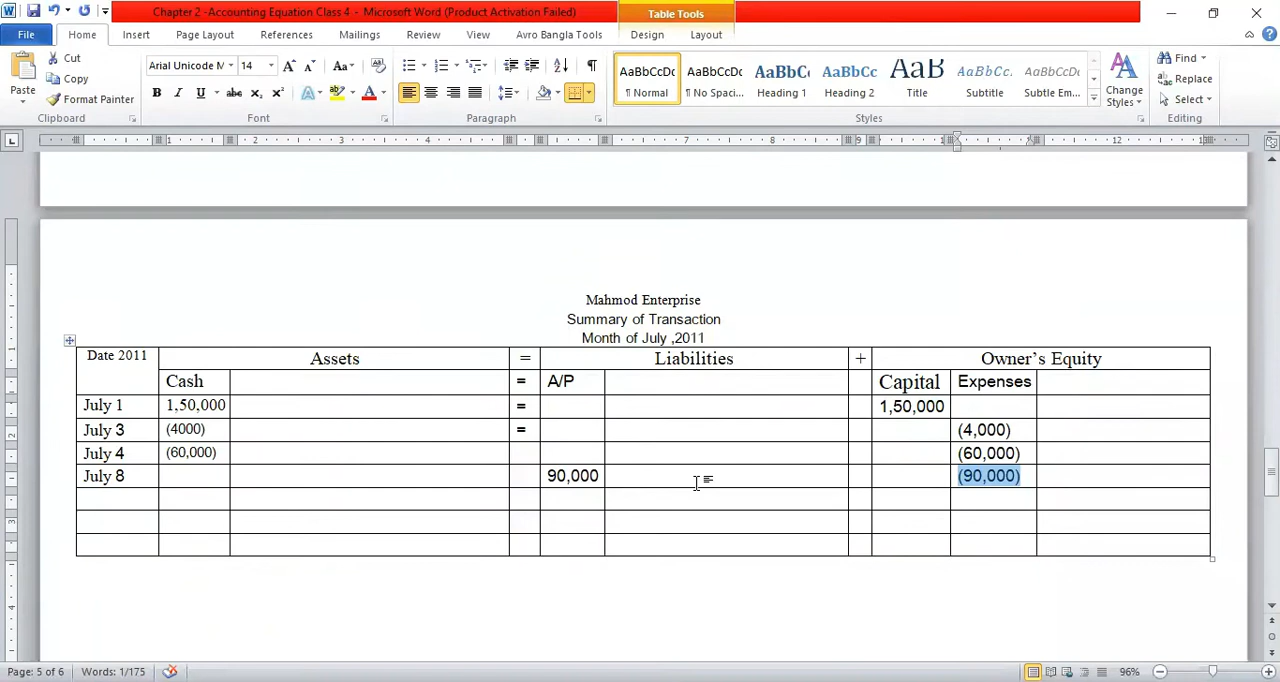 Chapter 2 -Accounting Equation Class 4 - Microsoft Word (Product Activation Failed)
Table Tools
File Home Insert Page Layout References Mailings Review View Avro Bangla Tools Design Layout
Paste
Cut
Copy
Format Painter
Clipboard
Arial Unicode M 14
Font
Paragraph
AaBbCcDc AaBbCcDc AaBbC AaBbCc AaB AaBbCc. AaBbCcDc
¶ Normal ¶ No Spaci... Heading 1 Heading 2 Title Subtitle Subtle Em...
Styles
Change Styles
Find
Replace
Select
Editing
Mahmod Enterprise
Summary of Transaction
Month of July ,2011
Date 2011 Assets = Liabilities + Owner's Equity
Cash = A/P Capital Expenses
July 1 1,50,000 = 1,50,000
July 3 (4000) = (4,000)
July 4 (60,000) (60,000)
July 8 90,000 (90,000)
Page: 5 of 6 Words: 1/175 96%